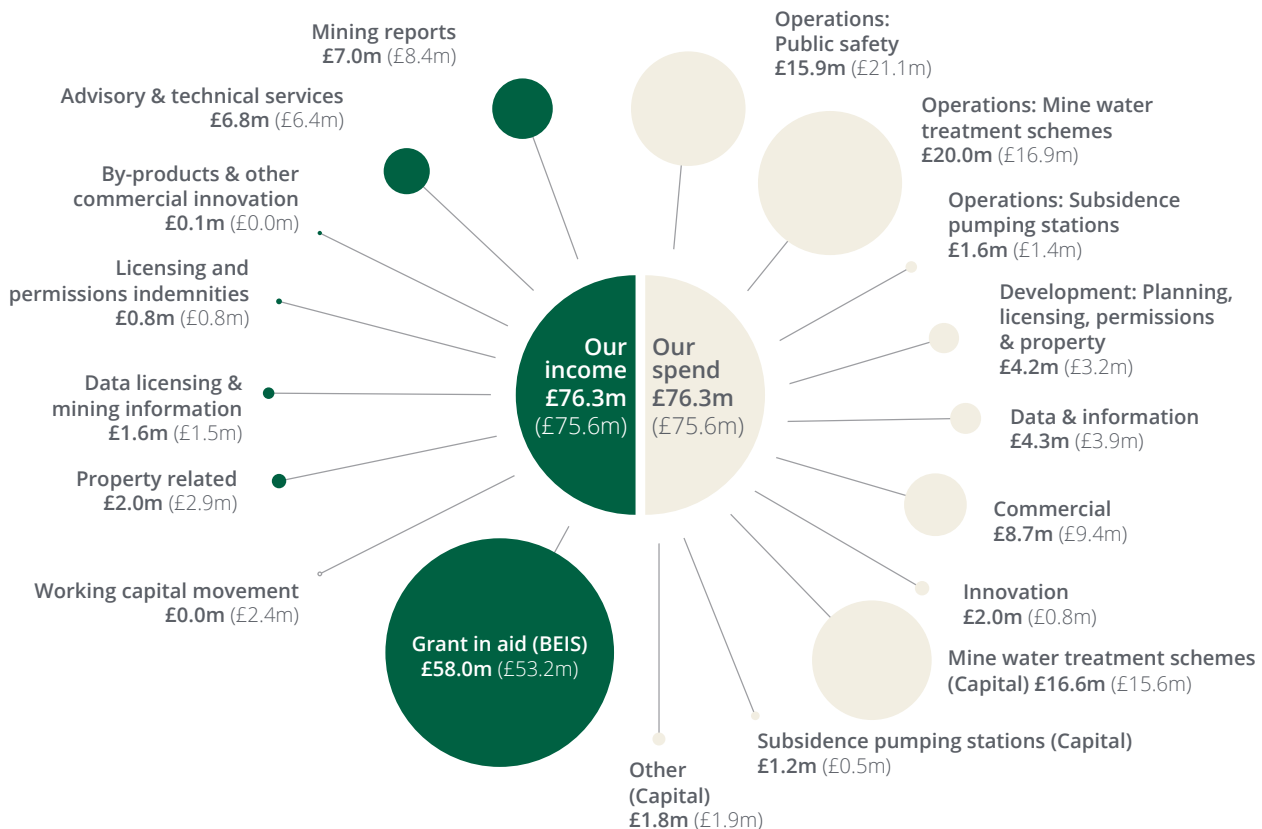 Mining reports
£7.0m (£8.4m)
Advisory & technical services
£6.8m (£6.4m)
By-products & other
commercial innovation
£0.1m (£0.0m)
Licensing and
permissions indemnities
£0.8m (£0.8m)
Data licensing &
mining information
£1.6m (£1.5m)
Property related
£2.0m (£2.9m)
Working capital movement
£0.0m (£2.4m)
Grant in aid (BEIS)
£58.0m (£53.2m)
Our
income
£76.3m
(£75.6m)
Our
spend
£76.3m
(£75.6m)
Operations:
Public safety
£15.9m (£21.1m)
Operations: Mine water
treatment schemes
£20.0m (£16.9m)
Operations: Subsidence
pumping stations
£1.6m (£1.4m)
Development: Planning,
licensing, permissions
& property
£4.2m (£3.2m)
Data & information
£4.3m (£3.9m)
Commercial
£8.7m (£9.4m)
Innovation
£2.0m (£0.8m)
Mine water treatment schemes
(Capital) £16.6m (£15.6m)
Subsidence pumping stations (Capital)
£1.2m (£0.5m)
Other
(Capital)
£1.8m (£1.9m)